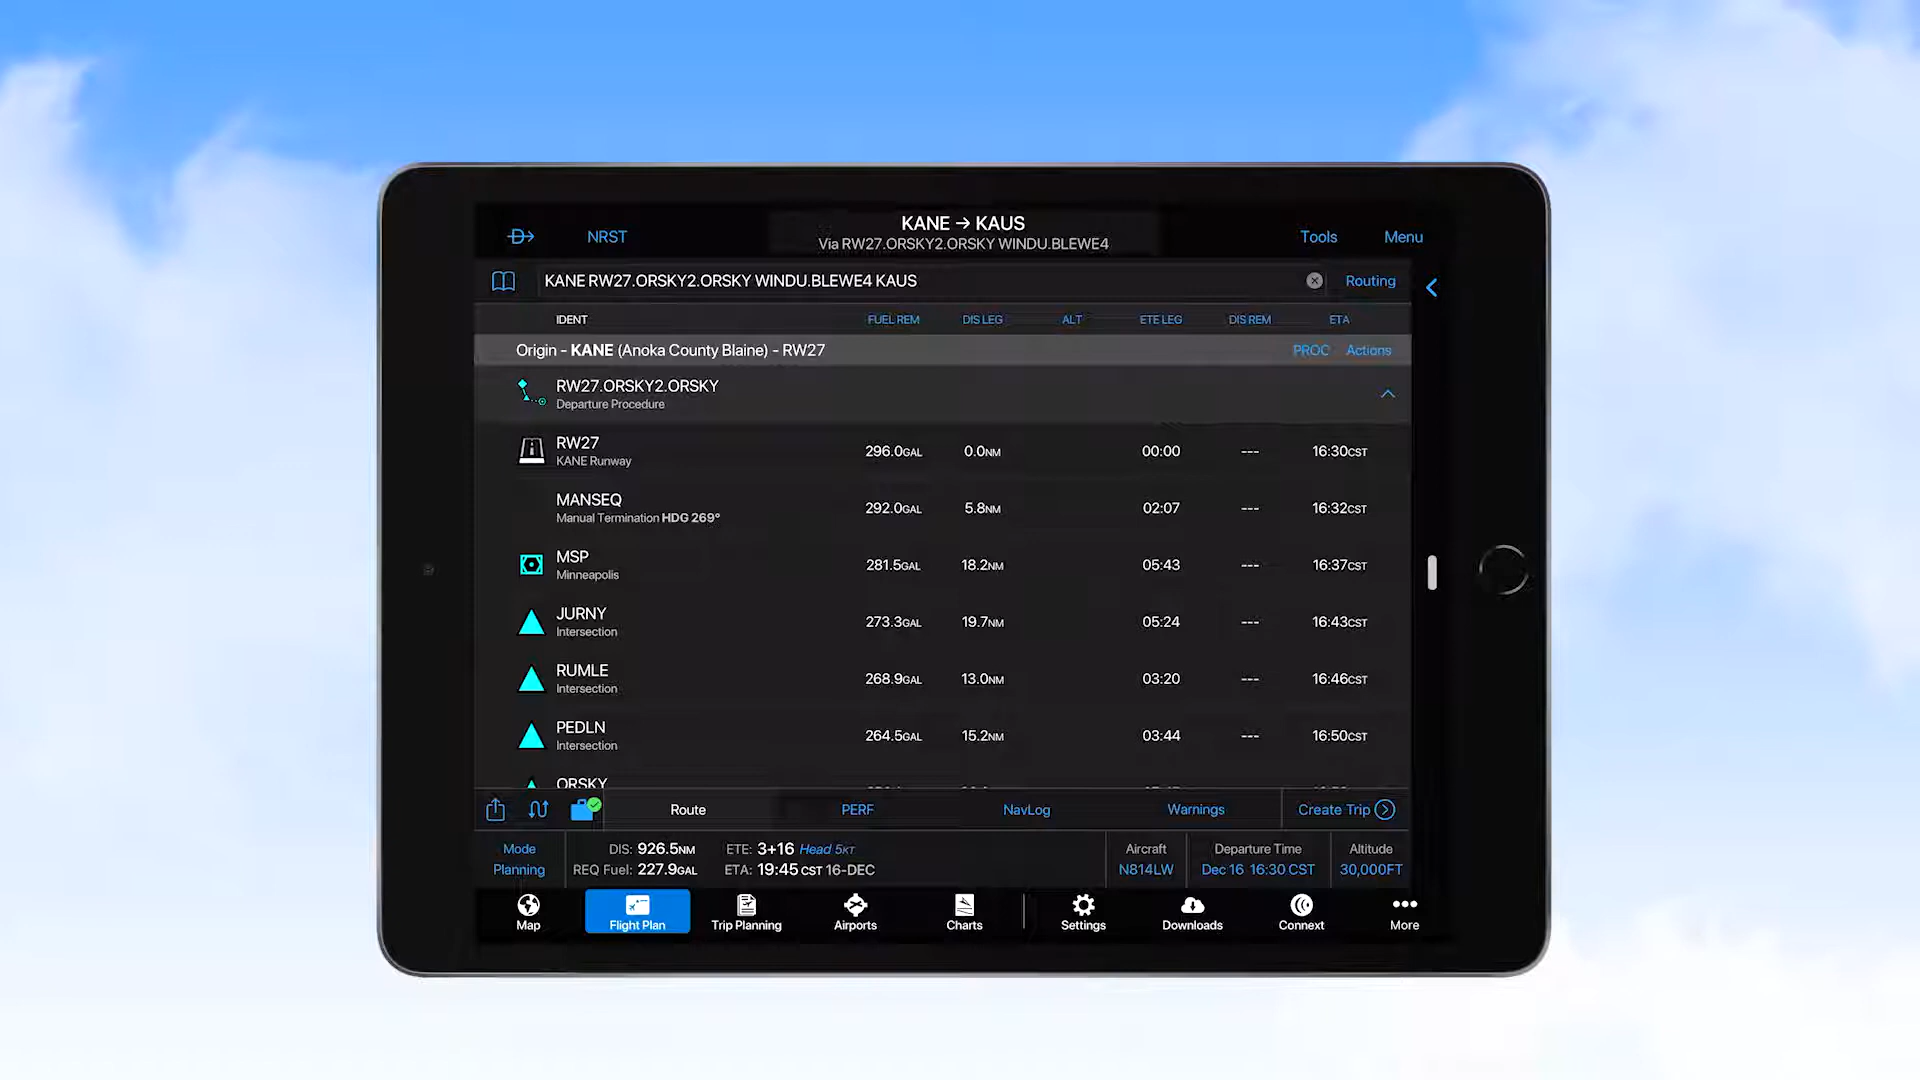 KANE → KAUS
NRST
Via RW27.ORSKY2.ORSKY WINDU.BLEWE4
Tools
Menu
KANE RW27.ORSKY2.ORSKY WINDU.BLEWE4 KAUS
Routing
IDENT FUEL REM DIS LEG ALT ETE LEG DIS REM ETA
Origin - KANE (Anoka County Blaine) - RW27 PROC Actions
RW27.ORSKY2.ORSKY
Departure Procedure
RW27
KANE Runway
296.0GAL 0.0NM 00:00 --- 16:30CST
MANSEQ
Manual Termination HDG 269°
292.0GAL 5.8NM 02:07 --- 16:32CST
MSP
Minneapolis
281.5GAL 18.2NM 05:43 --- 16:37CST
JURNY
Intersection
273.3GAL 19.7NM 05:24 --- 16:43CST
RUMLE
Intersection
268.9GAL 13.0NM 03:20 --- 16:46CST
PEDLN
Intersection
264.5GAL 15.2NM 03:44 --- 16:50CST
ORSKY
Route PERF NavLog Warnings Create Trip
Mode
Planning
DIS: 926.5NM ETE: 3+16 Head 5KT
REQ Fuel: 227.9GAL ETA: 19:45 CST 16-DEC
Aircraft
N814LW
Departure Time
Dec 16 16:30 CST
Altitude
30,000FT
Map Flight Plan Trip Planning Airports Charts Settings Downloads Connext More